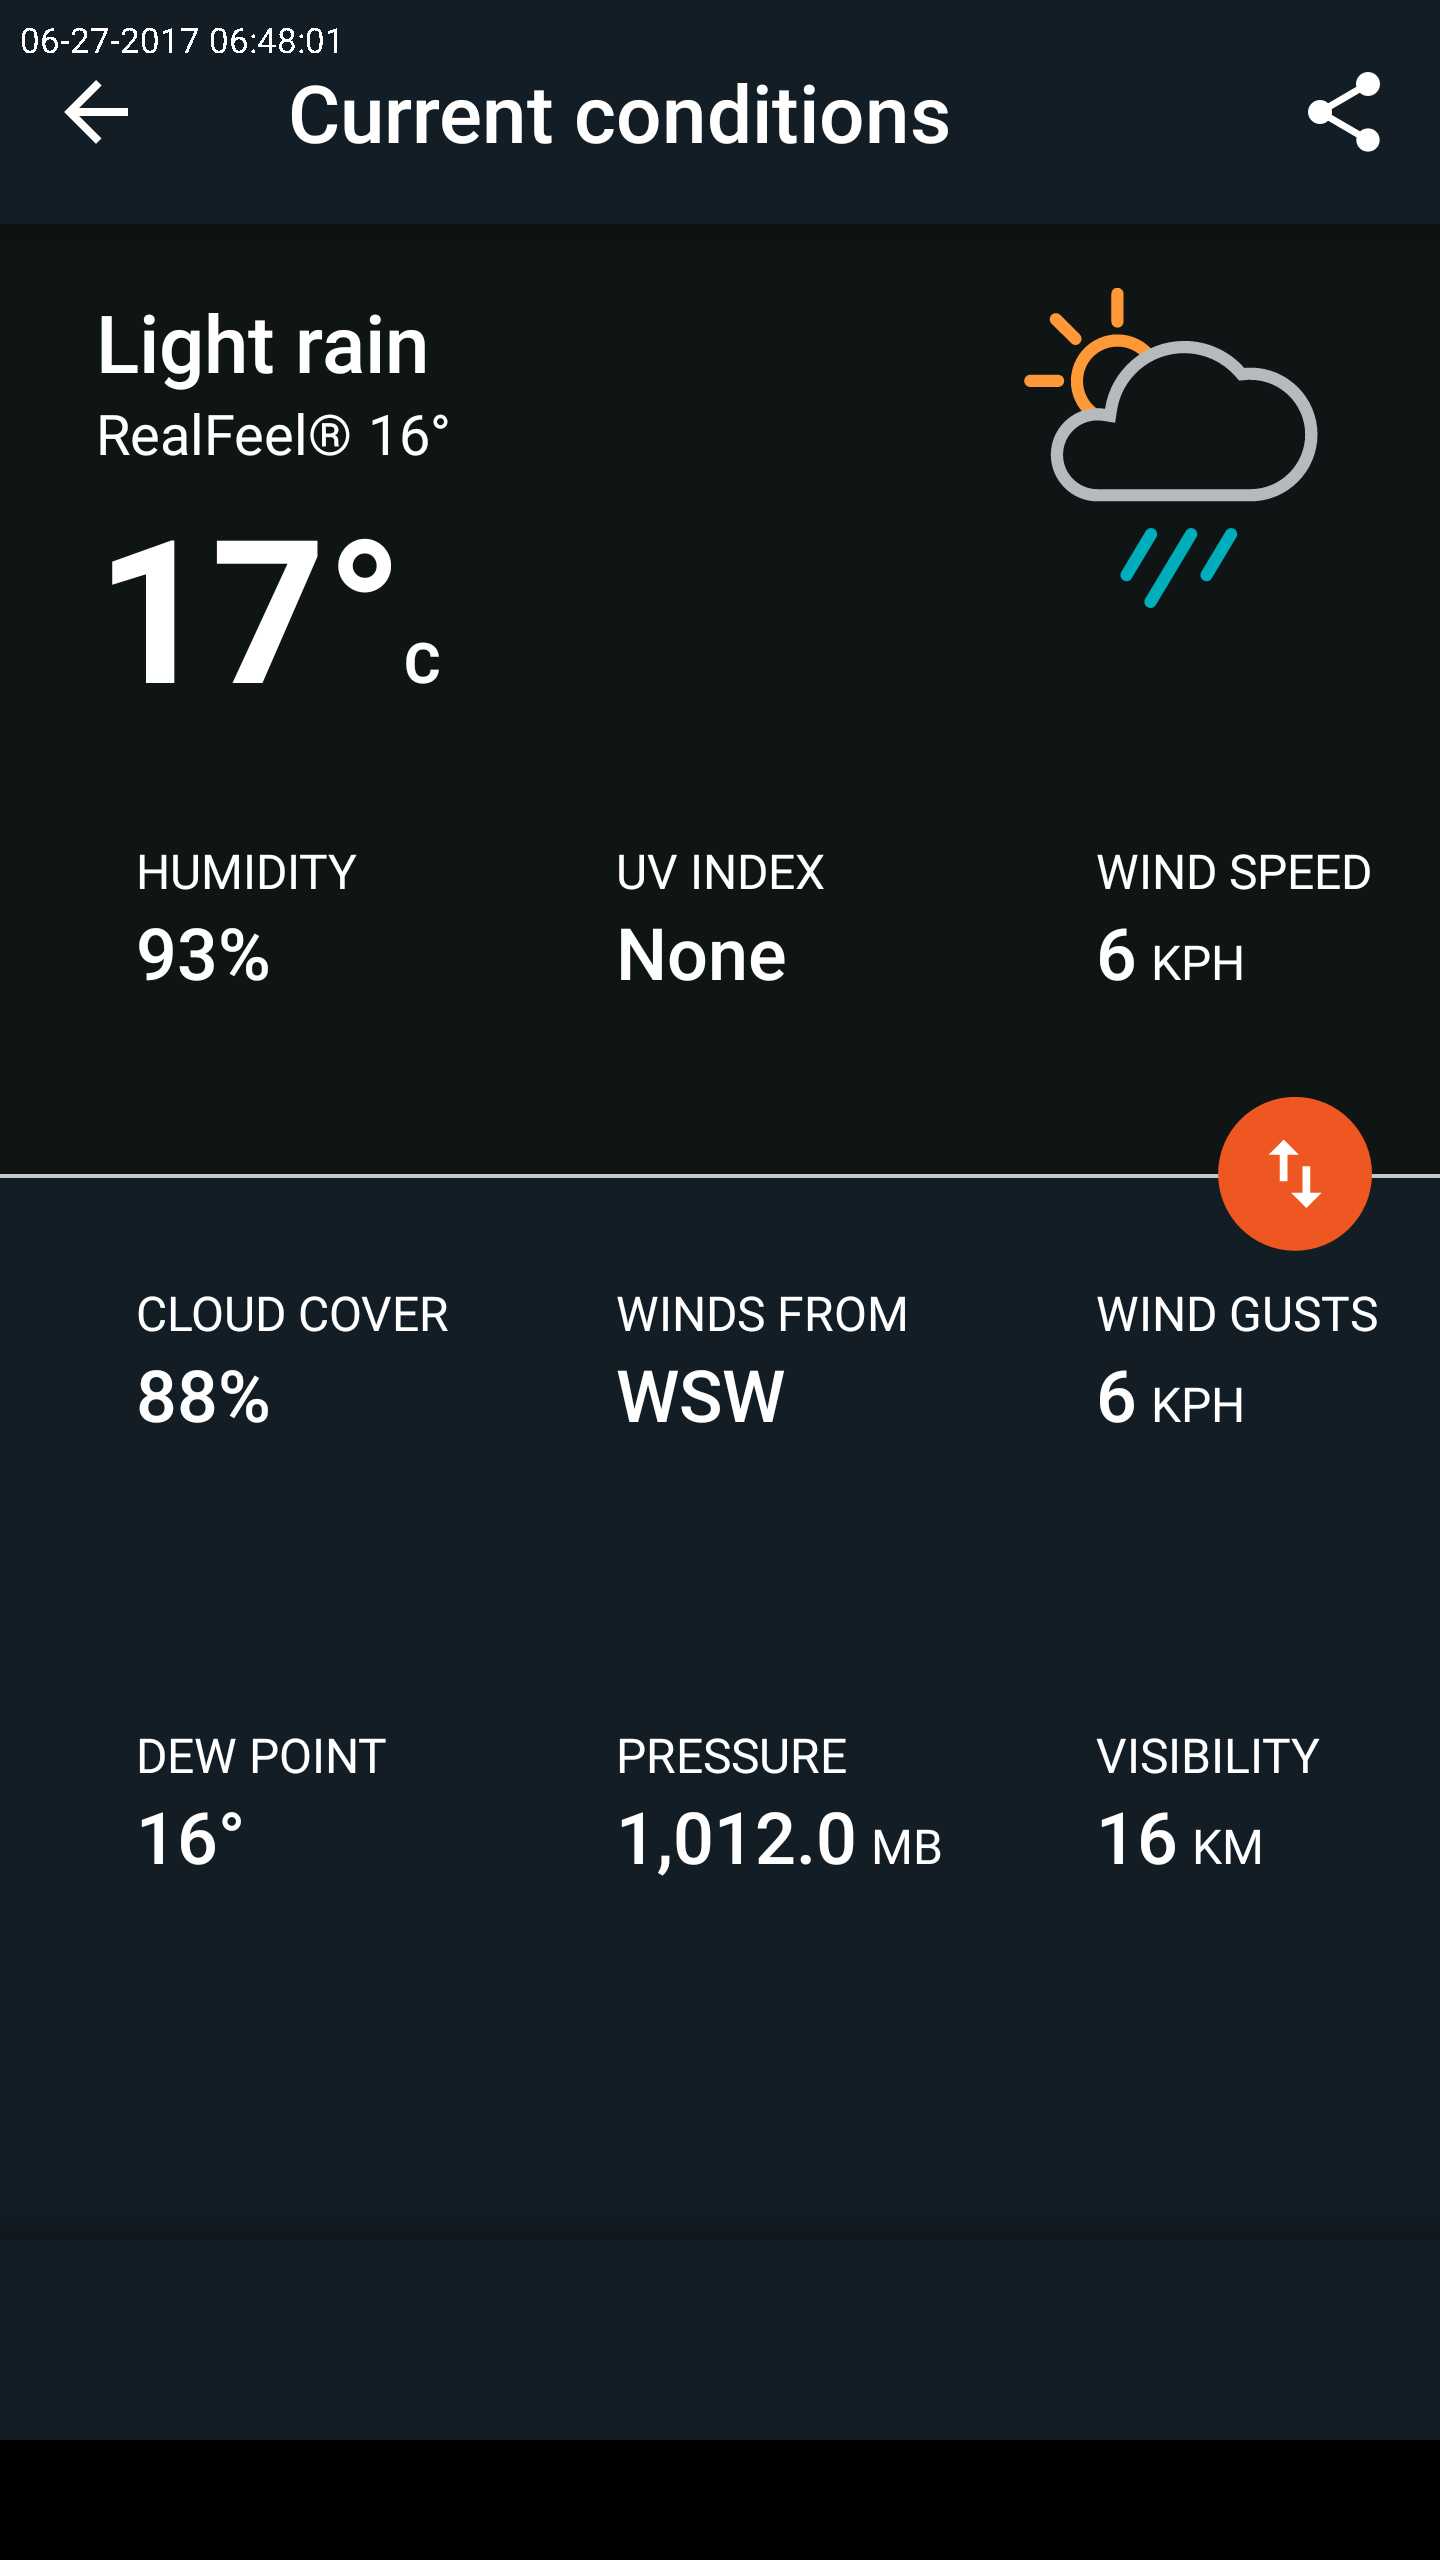 06-27-2017 06:48:01
Current conditions
Light rain
RealFeel® 16°
17° C
HUMIDITY UV INDEX WIND SPEED
93% None 6 KPH
CLOUD COVER WINDS FROM WIND GUSTS
88% WSW 6 KPH
DEW POINT PRESSURE VISIBILITY
16° 1,012.0 MB 16 KM